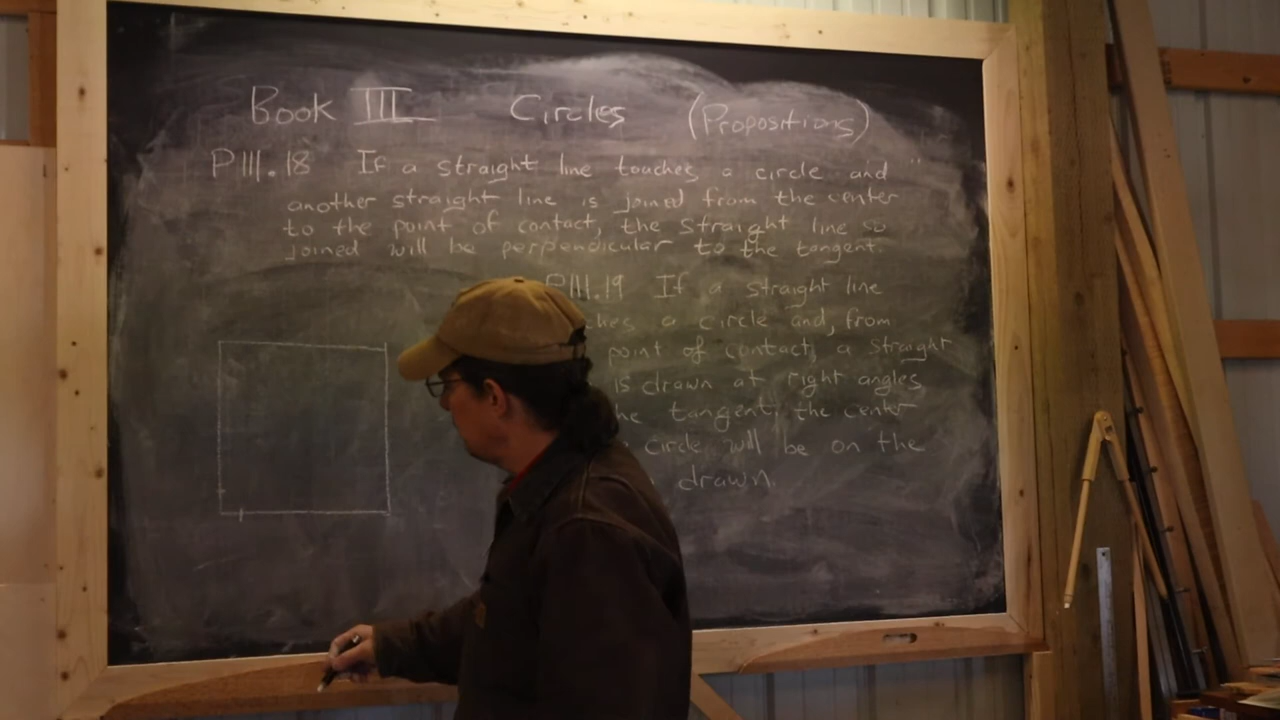 Book III Circles (Propositions)
PIII.18 If a straight line touches a circle and
another straight line is joined from the center
to the point of contact, the straight line so
joined will be perpendicular to the tangent.
PIII.19 If a straight line
ches a circle and, from
point of contact, a straight
is drawn at right angles
he tangent, the center
circle will be on the
drawn.